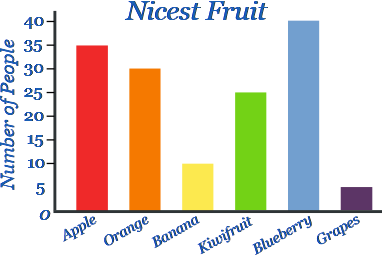 Nicest Fruit
Number of People
40
35
30
25
20
15
10
5
0
Apple
Orange
Banana
Kiwifruit
Blueberry
Grapes